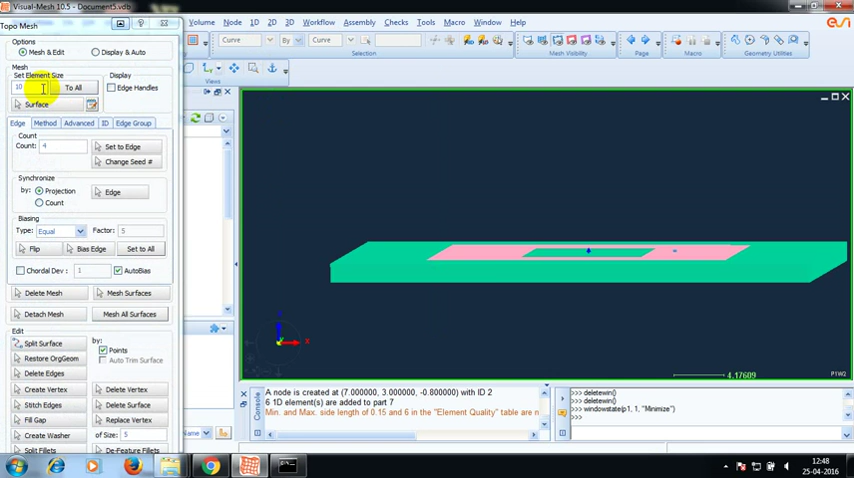 Visual-Mesh 10.5 - Document5.vdb
Volume Node 1D 2D 3D Weldment Assembly Checks Tools Window Help
esi
Topo Mesh
Options
Mesh & Edit Display & Auto
Mesh
Set Element Size Display
10 To All Edge Handles
Surface
Edge Method Advanced ID Edge Group
Count
Count: 4 Set to Edge
Change Seed #
Synchronize
by: Projection Edge
Count
Biasing
Type: Equal Factor: 5
Flip Bias Edge Set to All
Chordal Dev : 1 AutoBias
Delete Mesh Mesh Surfaces
Detach Mesh Mesh All Surfaces
Edit
Split Surface by:
Restore OrgGeom Points
Auto Trim Surface
Delete Edges
Create Vertex Delete Vertex
Stitch Edges Delete Surface
Fill Gap Replace Vertex
Create Washer of Size: 5
Split Fillets De-Feature Fillets
Curve Curve
Views
Page Macro Geometry Utilities
X
4.17609
P1W2
Console
A node is created at (7.000000, 3.000000, -0.800000) with ID 2
6 1D element(s) are added to part 7
Min. and Max. side length of 0.15 and 6 in the "Element Quality" table are n
>>> deletewin()
>>> deletewin()
>>> windowstate(p1, 1, "Minimize")
>>>
12:48
25-04-2016